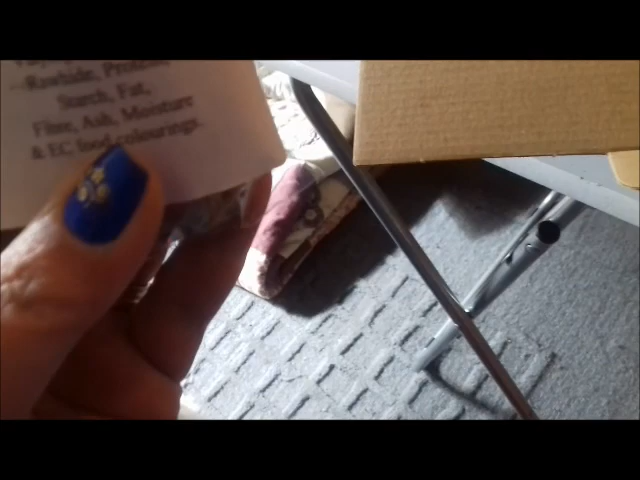 Rawhide, Protein,
Starch, Fat,
Fibre, Ash, Moisture
& EC food colourings